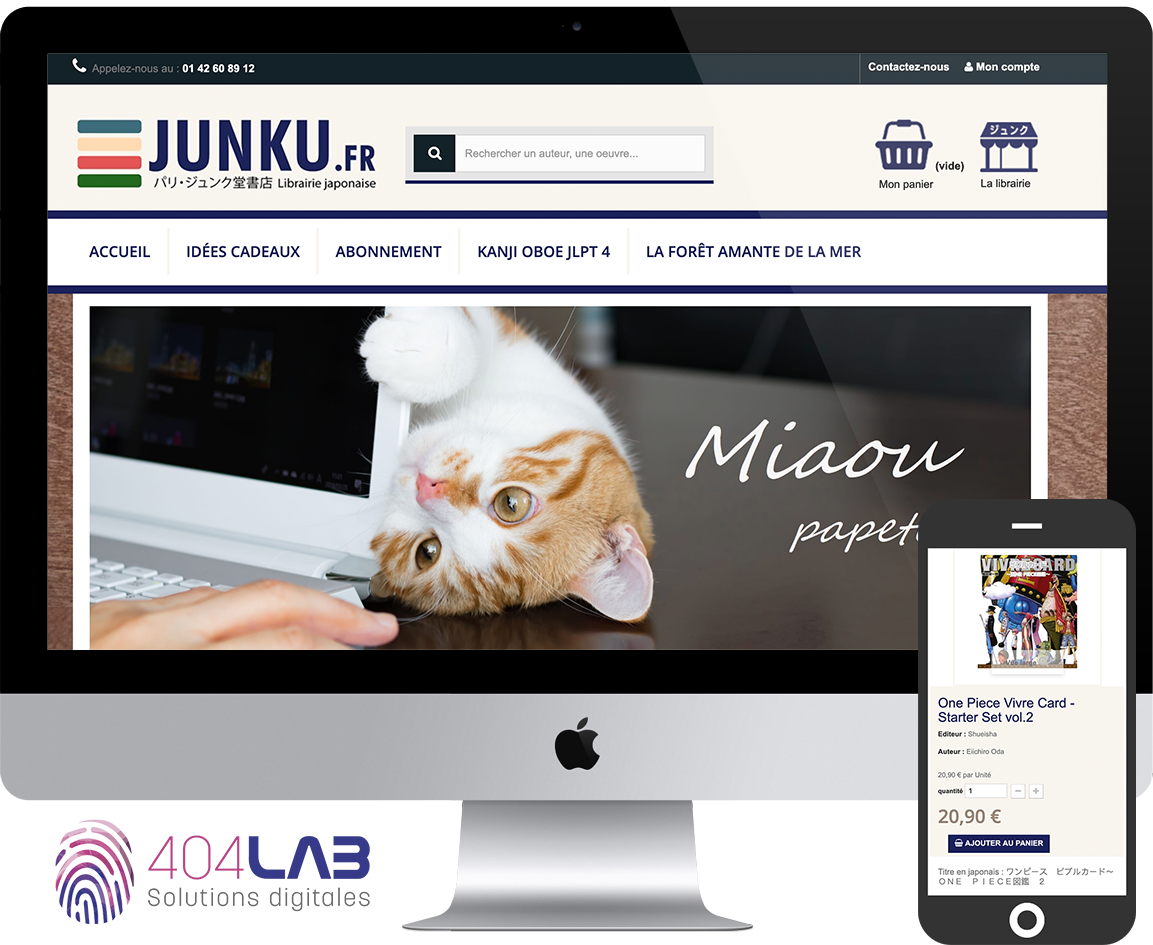 Appelez-nous au : 01 42 60 89 12
Contactez-nous
Mon compte
JUNKU.FR
パリ・ジュンク堂書店 Librairie japonaise
Rechercher un auteur, une oeuvre...
(vide)
Mon panier
ジュンク
La librairie
ACCUEIL
IDÉES CADEAUX
ABONNEMENT
KANJI OBOE JLPT 4
LA FORÊT AMANTE DE LA MER
Miaou
papet
VIVRE CARD
One Piece Vivre Card -
Starter Set vol.2
Editeur : Shueisha
Auteur : Eiichiro Oda
20,90 € par Unité
quantité 1
20,90 €
AJOUTER AU PANIER
Titre en japonais : ワンピース　ビブルカード～
ＯＮＥ　ＰＩＥＣＥ図鑑　２
404LAB
Solutions digitales